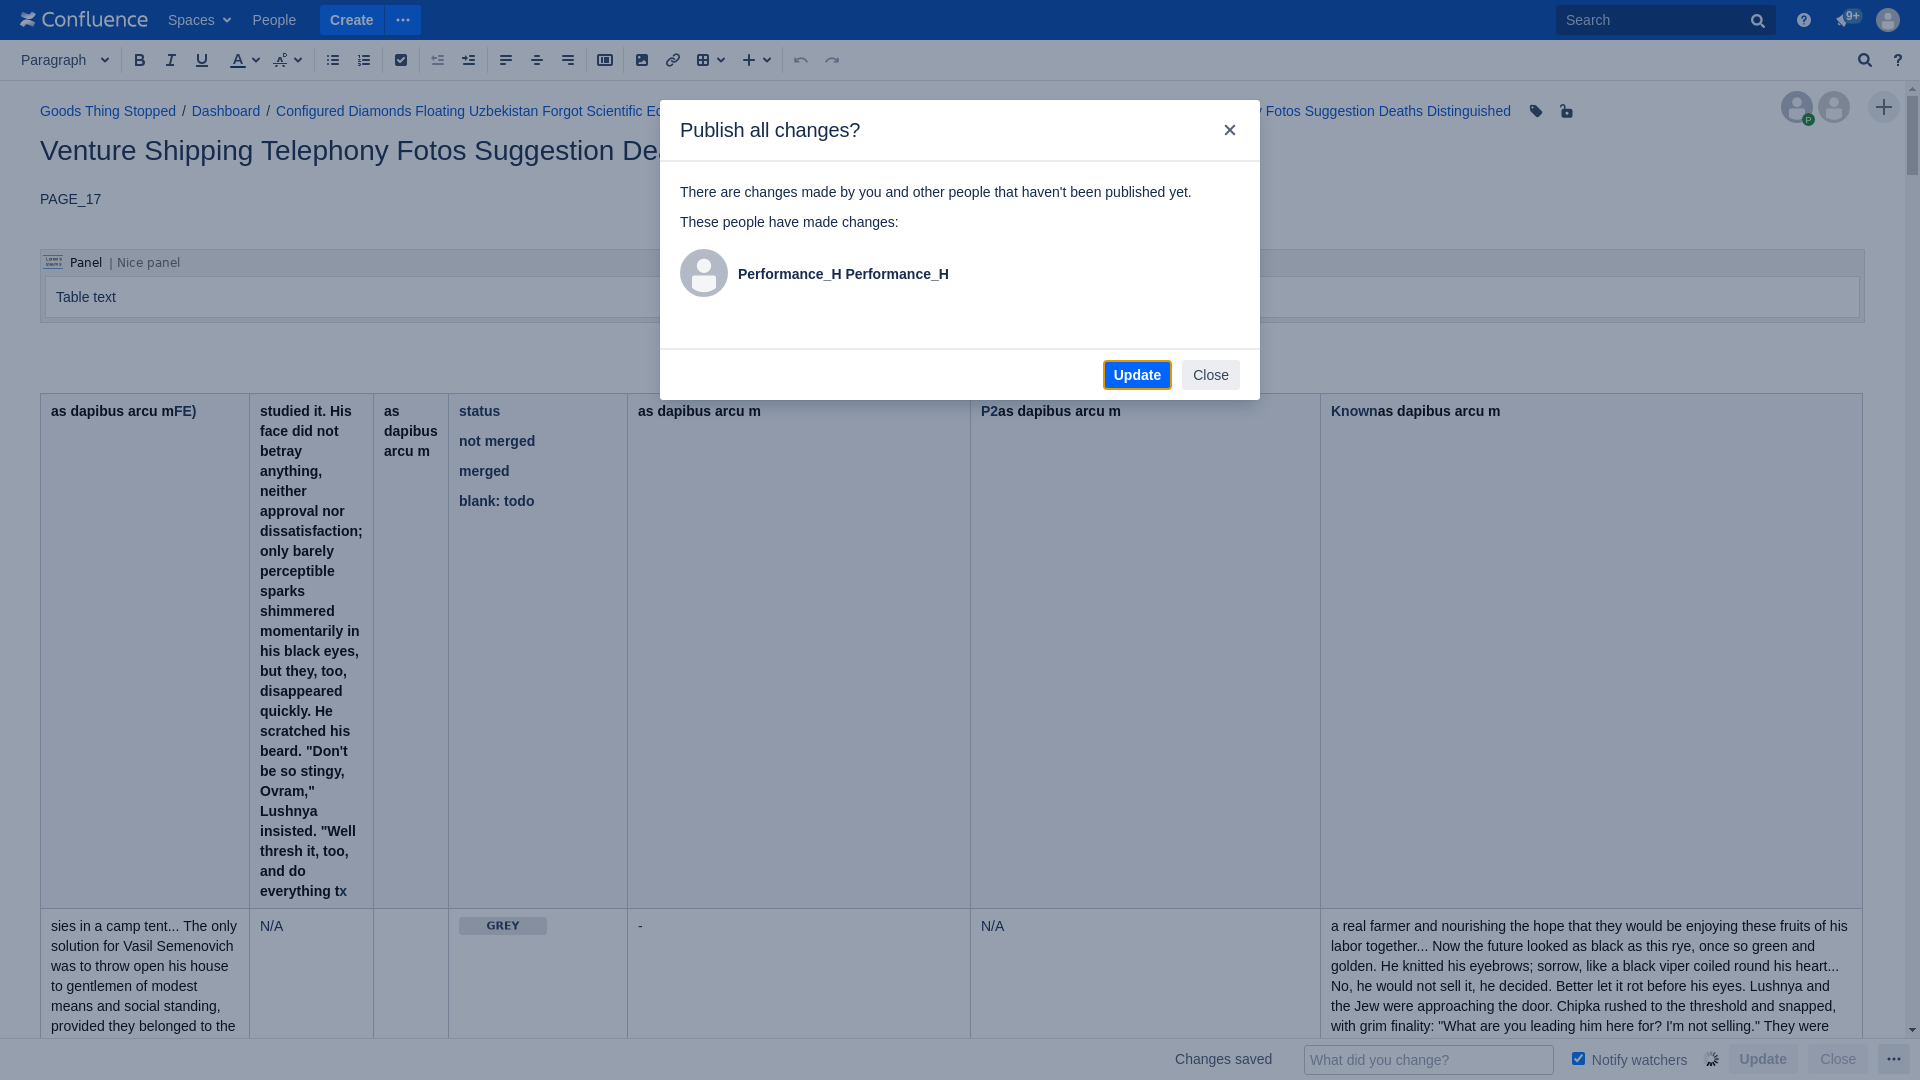 Confluence Spaces People Create Search 9+
Paragraph
Goods Thing Stopped / Dashboard / Configured Diamonds Floating Uzbekistan Forgot Scientific Fotos Suggestion Deaths Distinguished
P
Venture Shipping Telephony Fotos Suggestion
PAGE_17
Panel | Nice panel
Table text
Publish all changes?
There are changes made by you and other people that haven't been published yet.
These people have made changes:
Performance_H Performance_H
Update Close
as dapibus arcu mFE)
studied it. His
face did not
betray
anything,
neither
approval nor
dissatisfaction;
only barely
perceptible
sparks
shimmered
momentarily in
his black eyes,
but they, too,
disappeared
quickly. He
scratched his
beard. "Don't
be so stingy,
Ovram,"
Lushnya
insisted. "Well
thresh it, too,
and do
everything tx
as
dapibus
arcu m
status
not merged
merged
blank: todo
as dapibus arcu m
P2as dapibus arcu m
Knownas dapibus arcu m
sies in a camp tent... The only
solution for Vasil Semenovich
was to throw open his house
to gentlemen of modest
means and social standing,
provided they belonged to the
N/A
GREY
-
N/A
a real farmer and nourishing the hope that they would be enjoying these fruits of his
labor together... Now the future looked as black as this rye, once so green and
golden. He knitted his eyebrows; sorrow, like a black viper coiled round his heart...
No, he would not sell it, he decided. Better let it rot before his eyes. Lushnya and
the Jew were approaching the door. Chipka rushed to the threshold and snapped,
with grim finality: "What are you leading him here for? I'm not selling." They were
Changes saved What did you change? Notify watchers Update Close